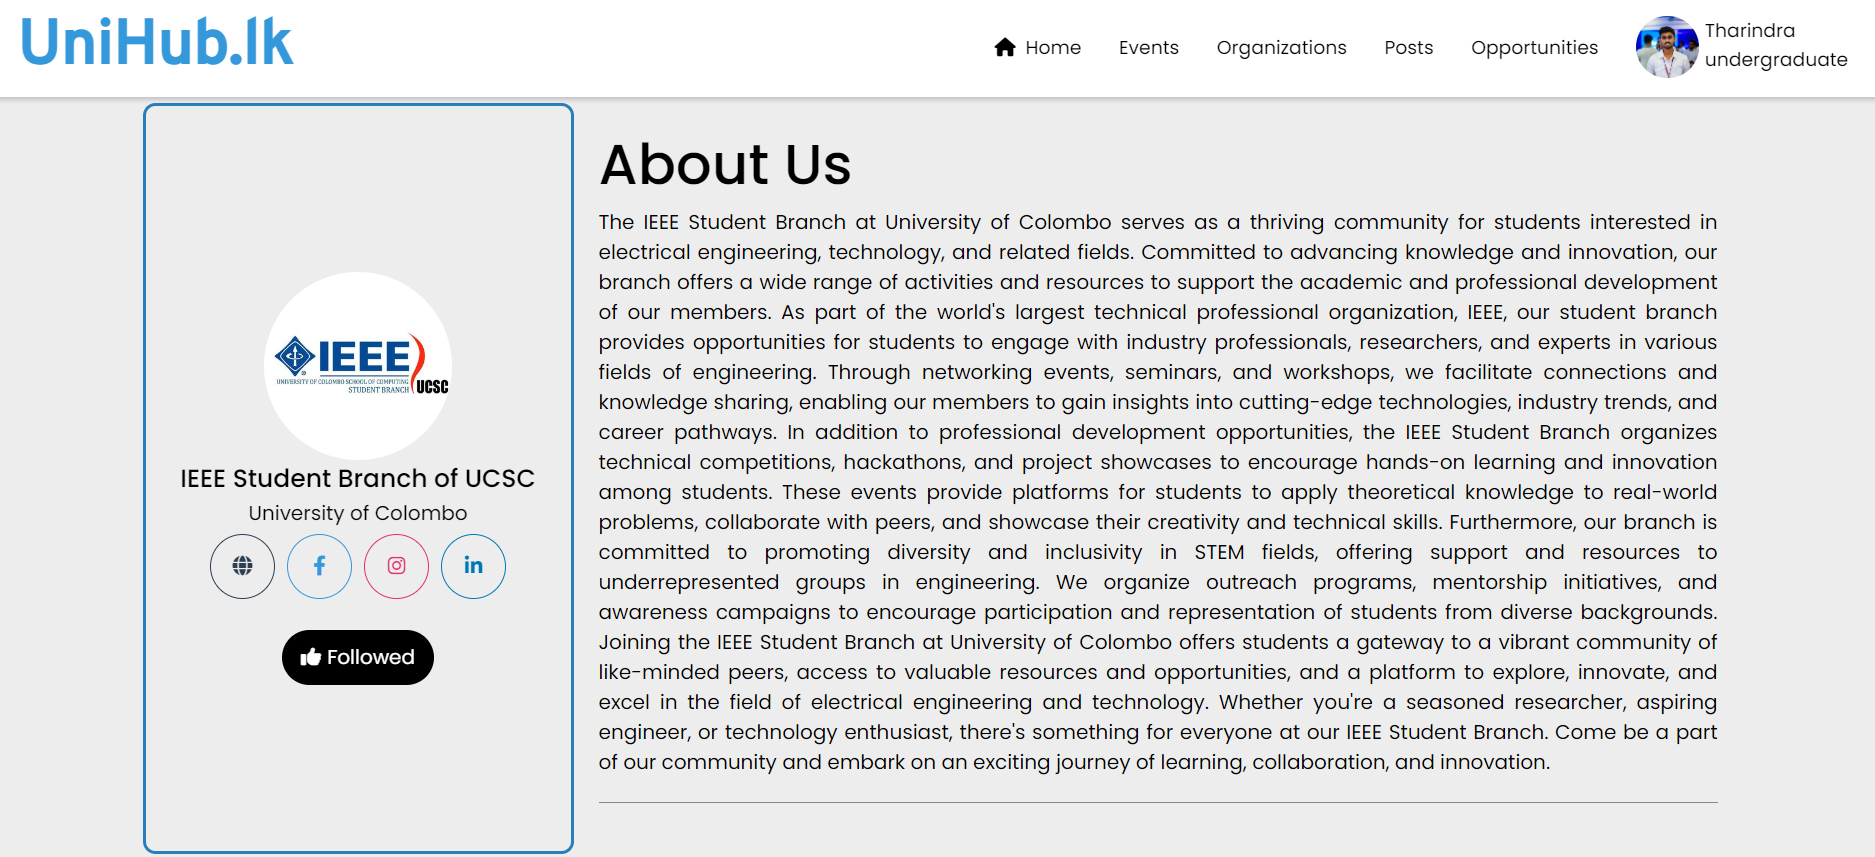 UniHub.lk
Home
Events
Organizations
Posts
Opportunities
Tharindra
undergraduate
IEEE
UNIVERSITY OF COLOMBO SCHOOL OF COMPUTING
STUDENT BRANCH
UCSC
IEEE Student Branch of UCSC
University of Colombo
f
in
Followed
About Us
The IEEE Student Branch at University of Colombo serves as a thriving community for students interested in
electrical engineering, technology, and related fields. Committed to advancing knowledge and innovation, our
branch offers a wide range of activities and resources to support the academic and professional development
of our members. As part of the world's largest technical professional organization, IEEE, our student branch
provides opportunities for students to engage with industry professionals, researchers, and experts in various
fields of engineering. Through networking events, seminars, and workshops, we facilitate connections and
knowledge sharing, enabling our members to gain insights into cutting-edge technologies, industry trends, and
career pathways. In addition to professional development opportunities, the IEEE Student Branch organizes
technical competitions, hackathons, and project showcases to encourage hands-on learning and innovation
among students. These events provide platforms for students to apply theoretical knowledge to real-world
problems, collaborate with peers, and showcase their creativity and technical skills. Furthermore, our branch is
committed to promoting diversity and inclusivity in STEM fields, offering support and resources to
underrepresented groups in engineering. We organize outreach programs, mentorship initiatives, and
awareness campaigns to encourage participation and representation of students from diverse backgrounds.
Joining the IEEE Student Branch at University of Colombo offers students a gateway to a vibrant community of
like-minded peers, access to valuable resources and opportunities, and a platform to explore, innovate, and
excel in the field of electrical engineering and technology. Whether you're a seasoned researcher, aspiring
engineer, or technology enthusiast, there's something for everyone at our IEEE Student Branch. Come be a part
of our community and embark on an exciting journey of learning, collaboration, and innovation.